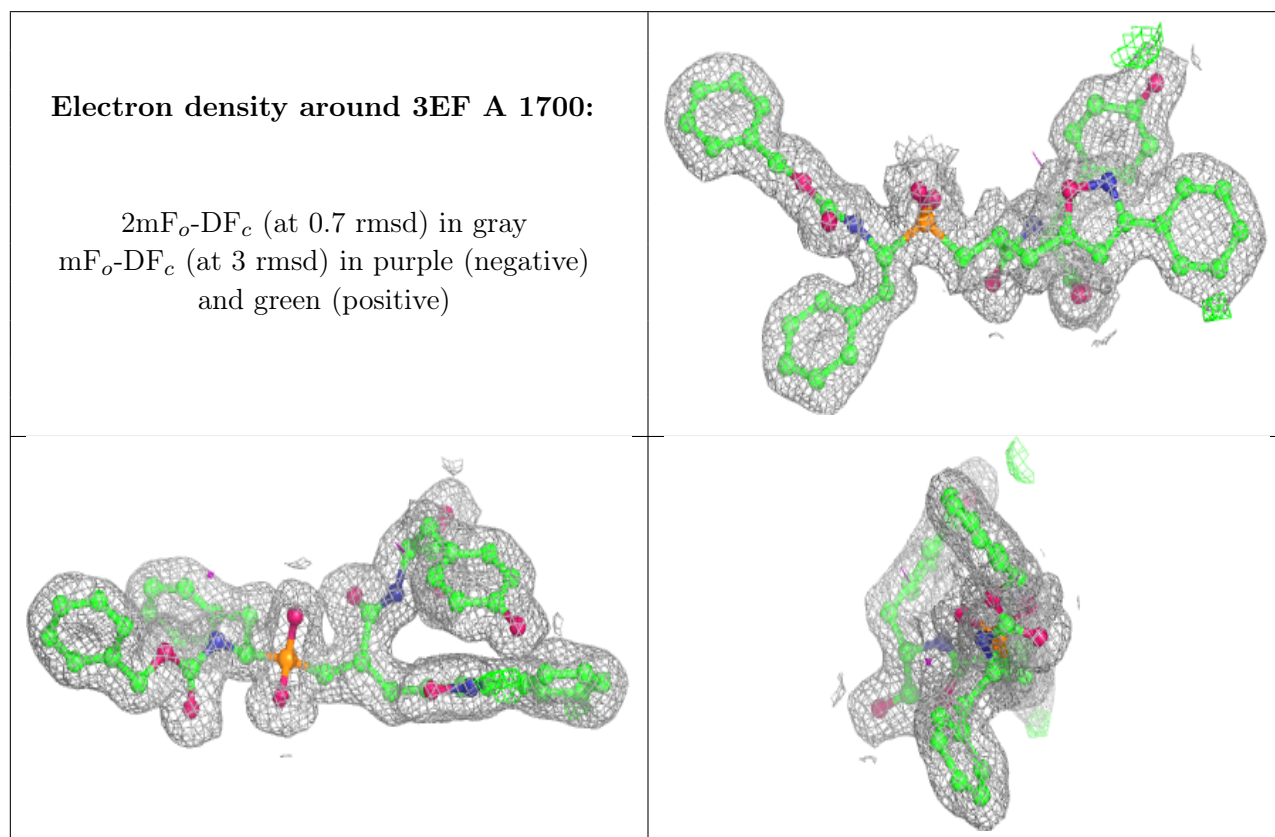 Electron density around 3EF A 1700:
2mFo-DFc (at 0.7 rmsd) in gray
mFo-DFc (at 3 rmsd) in purple (negative)
and green (positive)